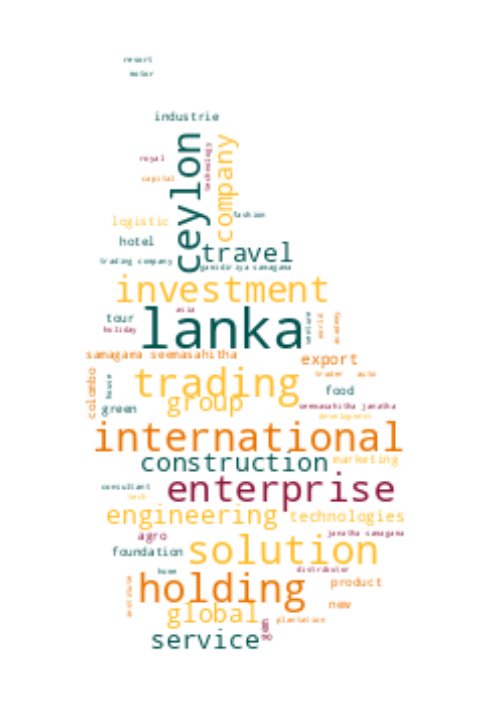 resort
motor
industrie
ceylon
technology
company
royal
capital
logistic
fashion
hotel
travel
trading company
gamidiriya samagama
investment
asia
tour
holiday
lanka
venture
world
academy
samagama seemasahitha
export
colombo
house
trading
trader
auto
group
food
green
seemasahitha janatha
development
international
construction
marketing
enterprise
consultant
tech
engineering
technologies
agro
janatha samagama
foundation
solution
home
distributor
institute
holding
product
global
new
plantation
service